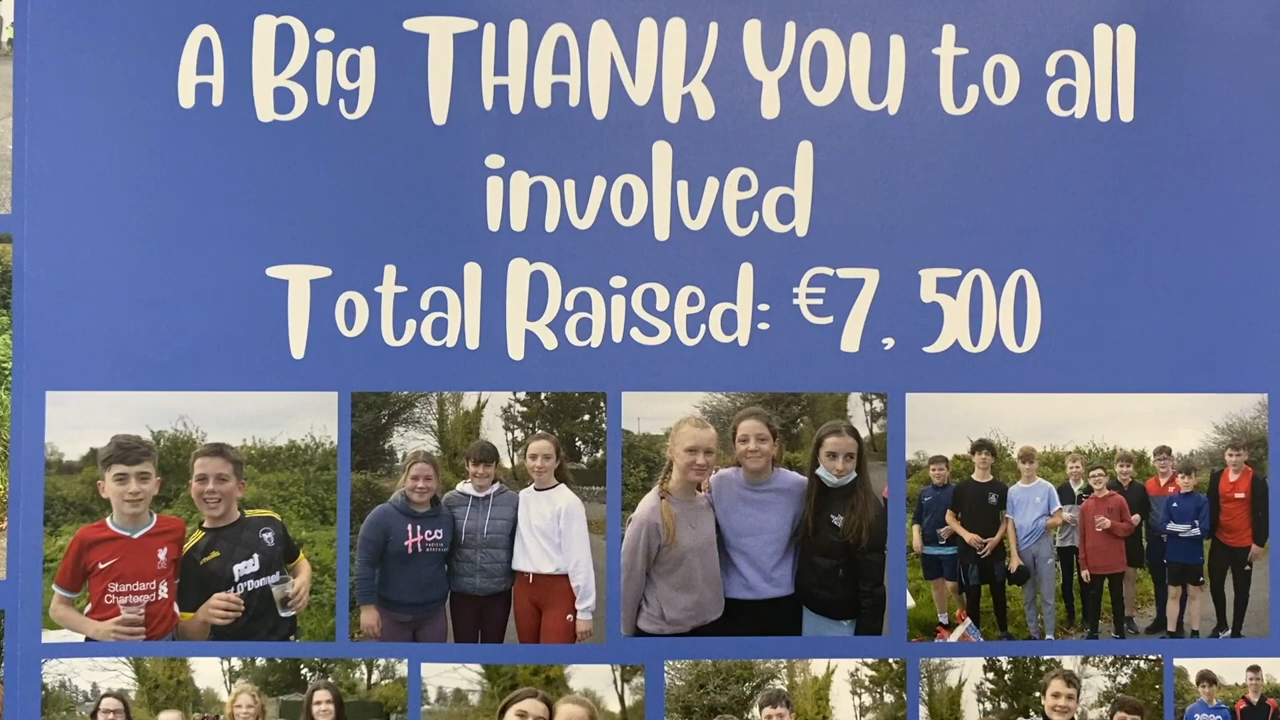 A Big THANK YOU to all
involved
Total Raised: €7, 500
Standard
Chartered
O'Donnell
Hco